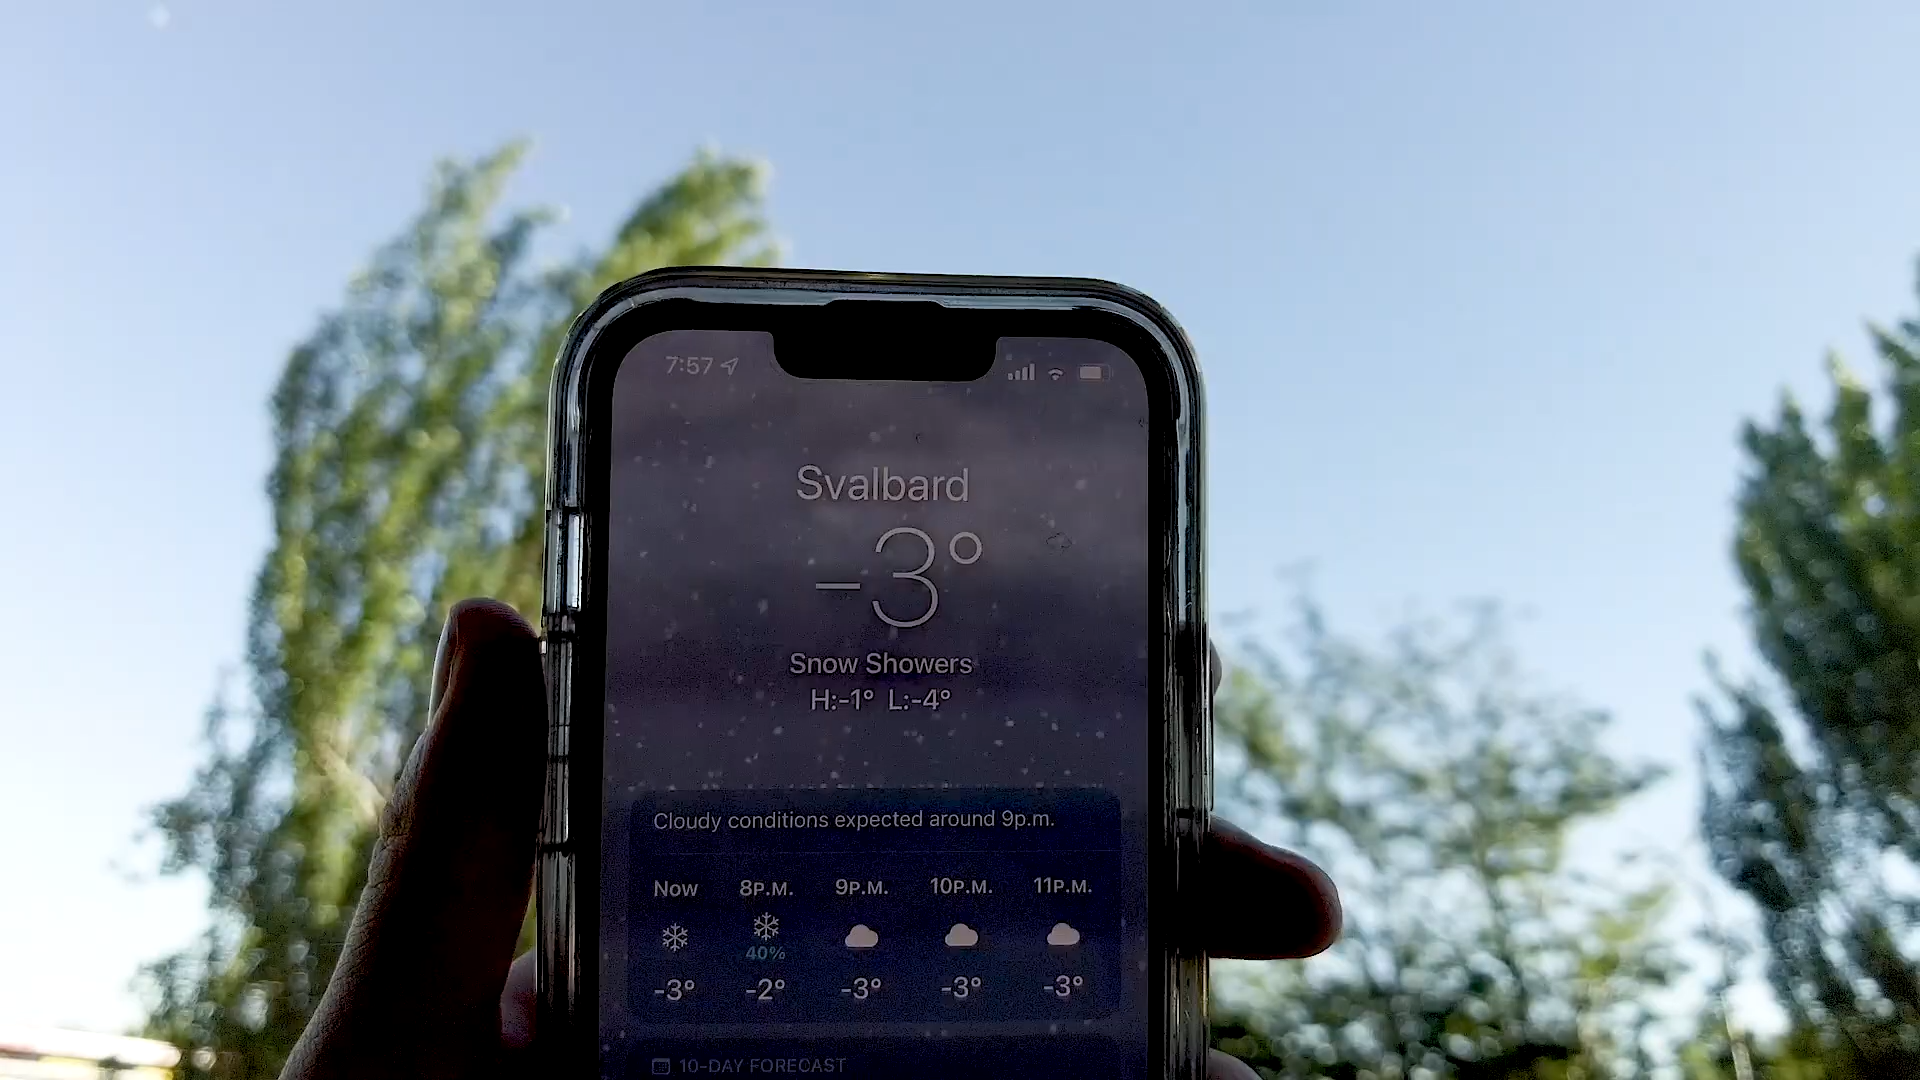 7:57
Svalbard
-3°
Snow Showers
H:-1° L:-4°
Cloudy conditions expected around 9p.m.
Now 8P.M. 9P.M. 10P.M. 11P.M.
40%
-3° -2° -3° -3° -3°
10-DAY FORECAST